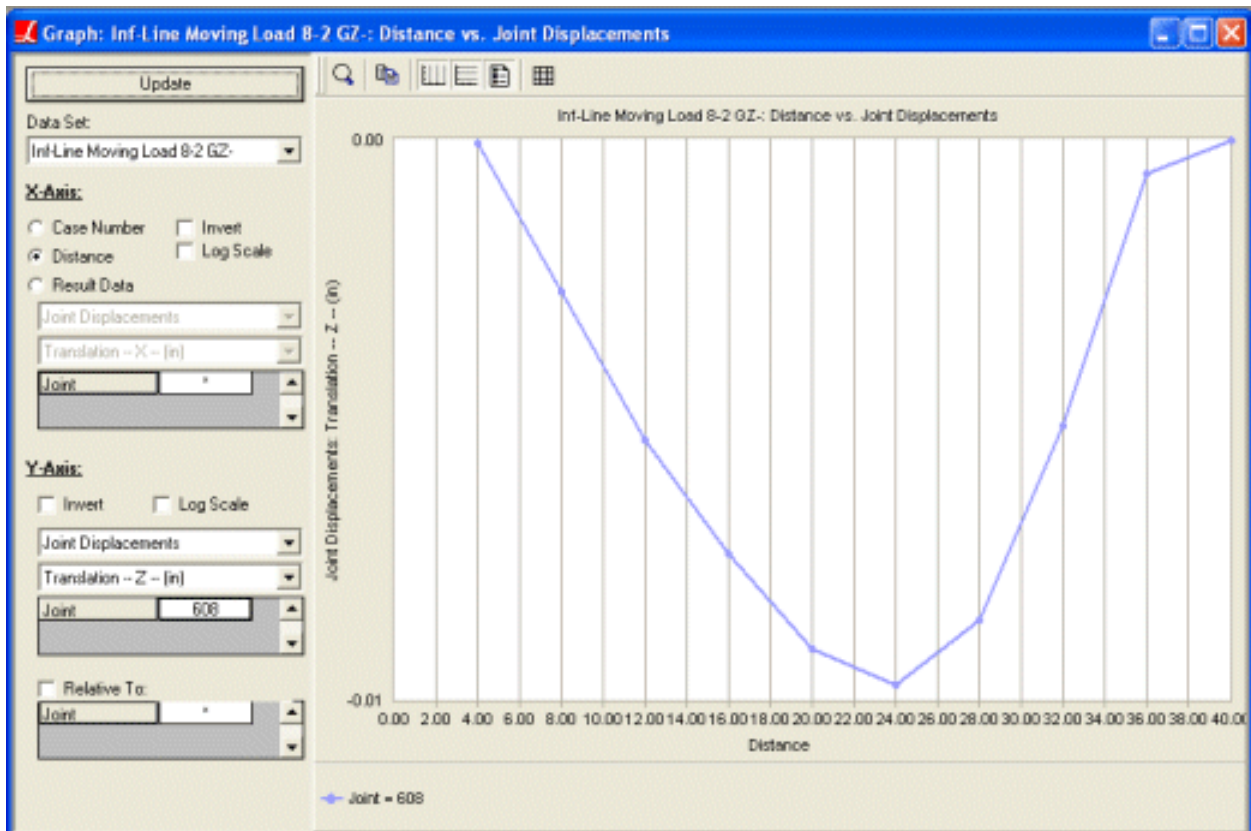 Graph: Inf-Line Moving Load 8-2 GZ-: Distance vs. Joint Displacements
Update
Data Set:
Inf-Line Moving Load 8-2 GZ-
X-Axis:
Case Number
Invert
Distance
Log Scale
Result Data
Joint Displacements
Translation -- X -- (in)
Joint *
Y-Axis:
Invert
Log Scale
Joint Displacements
Translation -- Z -- (in)
Joint 608
Relative To:
Joint *
Inf-Line Moving Load 8-2 GZ-: Distance vs. Joint Displacements
0.00
Joint Displacements: Translation -- Z -- (in)
-0.01
0.00 2.00 4.00 6.00 8.00 10.00 12.00 14.00 16.00 18.00 20.00 22.00 24.00 26.00 28.00 30.00 32.00 34.00 36.00 38.00 40.00
Distance
Joint = 608